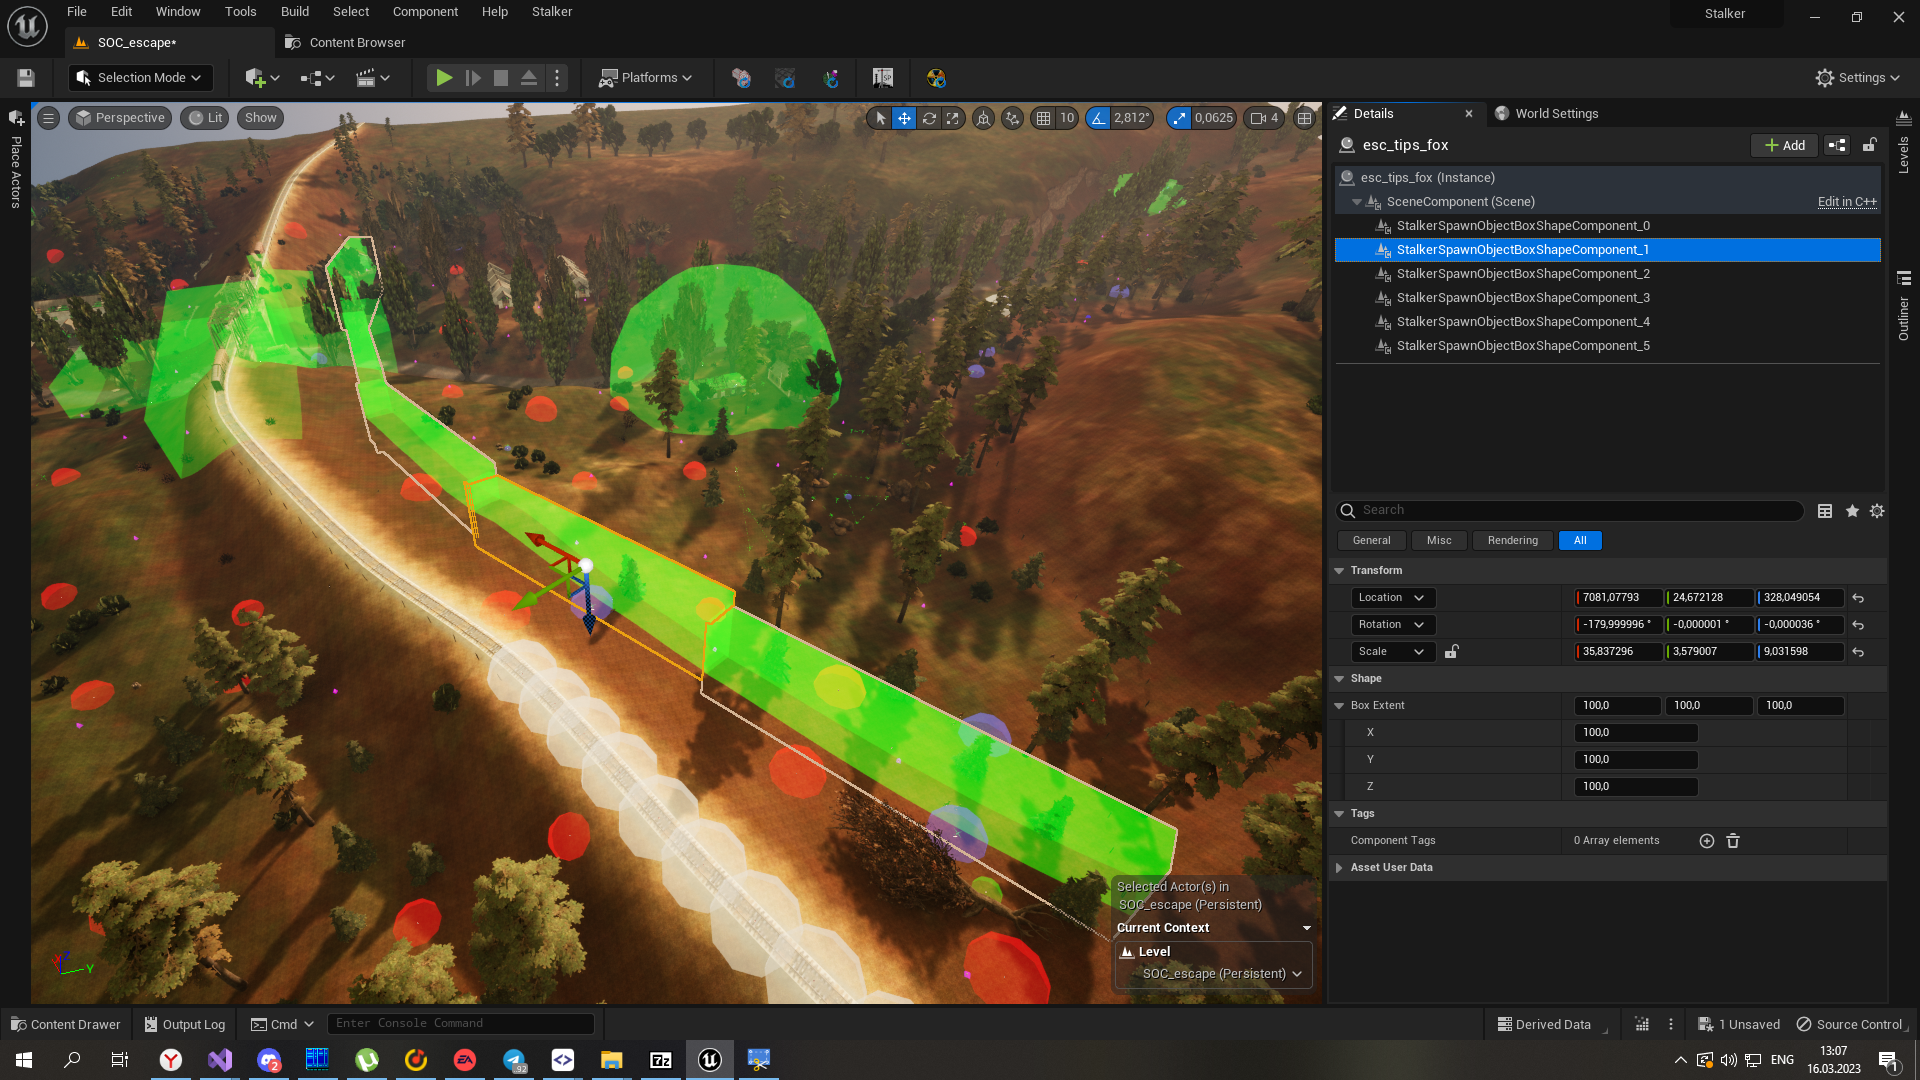 File Edit Window Tools Build Select Component Help Stalker
Stalker
SOC_escape*
Content Browser
Selection Mode
Platforms
Settings
Place Actors
Perspective
Lit
Show
10
2,812°
0,0625
4
Details
World Settings
Levels
Outliner
esc_tips_fox
Add
esc_tips_fox (Instance)
SceneComponent (Scene)
Edit in C++
StalkerSpawnObjectBoxShapeComponent_0
StalkerSpawnObjectBoxShapeComponent_1
StalkerSpawnObjectBoxShapeComponent_2
StalkerSpawnObjectBoxShapeComponent_3
StalkerSpawnObjectBoxShapeComponent_4
StalkerSpawnObjectBoxShapeComponent_5
Search
General Misc Rendering All
Transform
Location 7081,07793 24,672128 328,049054
Rotation -179,999996 ° -0,000001 ° -0,000036 °
Scale 35,837296 3,579007 9,031598
Shape
Box Extent 100,0 100,0 100,0
X 100,0
Y 100,0
Z 100,0
Tags
Component Tags 0 Array elements
Asset User Data
Selected Actor(s) in
SOC_escape (Persistent)
Current Context
Level
SOC_escape (Persistent)
Y
Content Drawer
Output Log
Cmd
Enter Console Command
Derived Data
1 Unsaved
Source Control
2
92
7z
EA
ENG
13:07
16.03.2023
1